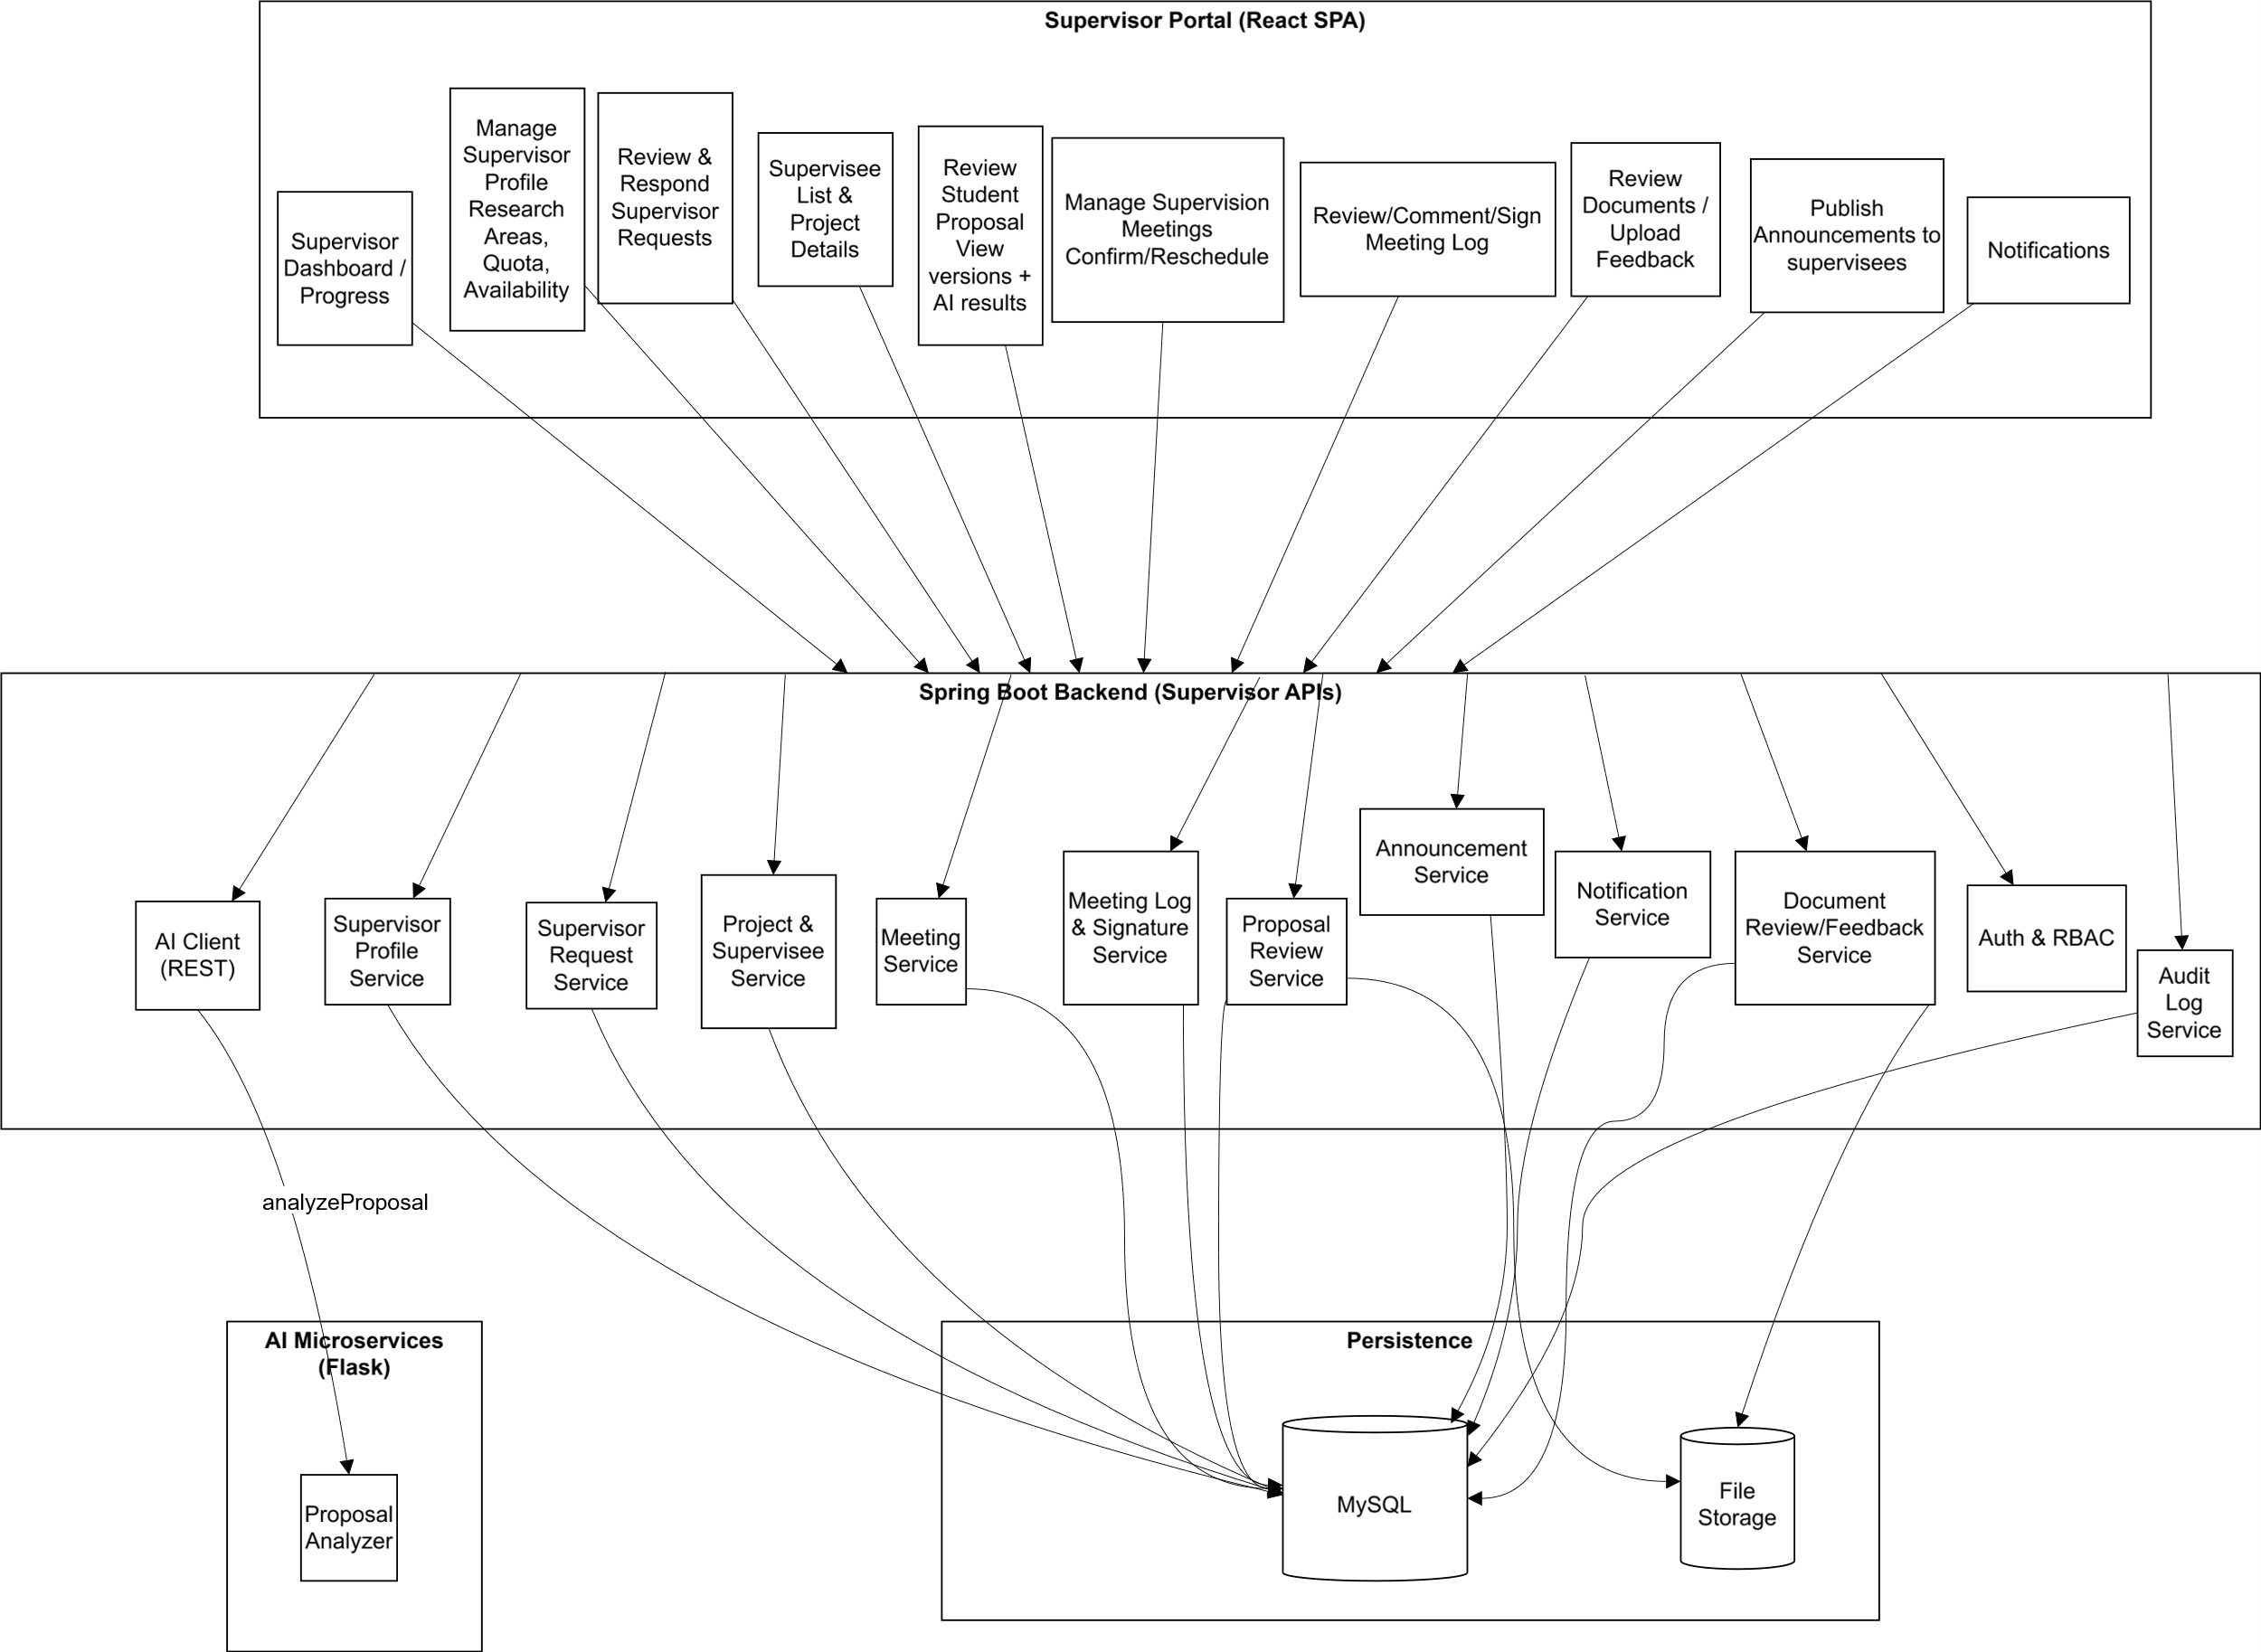 Supervisor Portal (React SPA)
Supervisor
Dashboard /
Progress
Manage
Supervisor
Profile
Research
Areas,
Quota,
Availability
Review &
Respond
Supervisor
Requests
Supervisee
List &
Project
Details
Review
Student
Proposal
View
versions +
AI results
Manage Supervision
Meetings
Confirm/Reschedule
Review/Comment/Sign
Meeting Log
Review
Documents /
Upload
Feedback
Publish
Announcements to
supervisees
Notifications
Spring Boot Backend (Supervisor APIs)
AI Client
(REST)
Supervisor
Profile
Service
Supervisor
Request
Service
Project &
Supervisee
Service
Meeting
Service
Meeting Log
& Signature
Service
Proposal
Review
Service
Announcement
Service
Notification
Service
Document
Review/Feedback
Service
Auth & RBAC
Audit
Log
Service
analyzeProposal
AI Microservices
(Flask)
Proposal
Analyzer
Persistence
MySQL
File
Storage